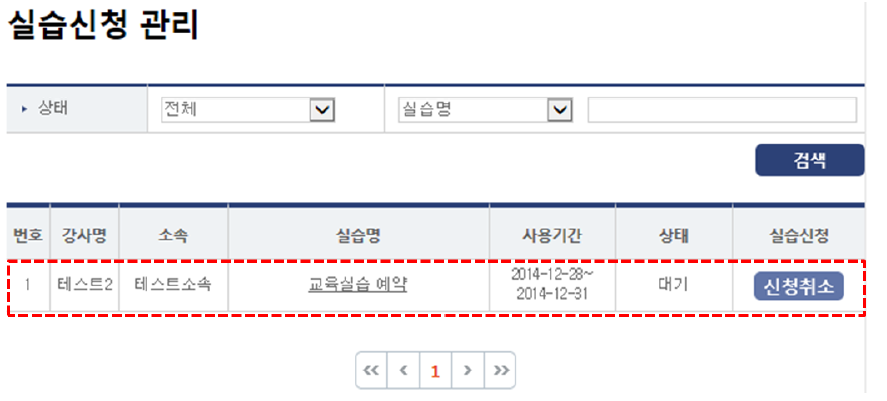 실습신청 관리
상태 전체 실습명
검색
번호 강사명 소속 실습명 사용기간 상태 실습신청
1 테스트2 테스트소속 교육실습 예약 2014-12-28~ 대기 신청취소
2014-12-31
<< < 1 > >>